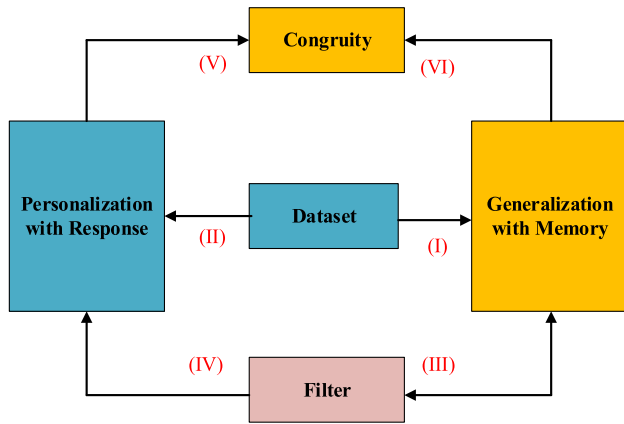 Congruity
(V)
(VI)
Personalization
with Response
Dataset
Generalization
with Memory
(II)
(I)
(IV)
(III)
Filter